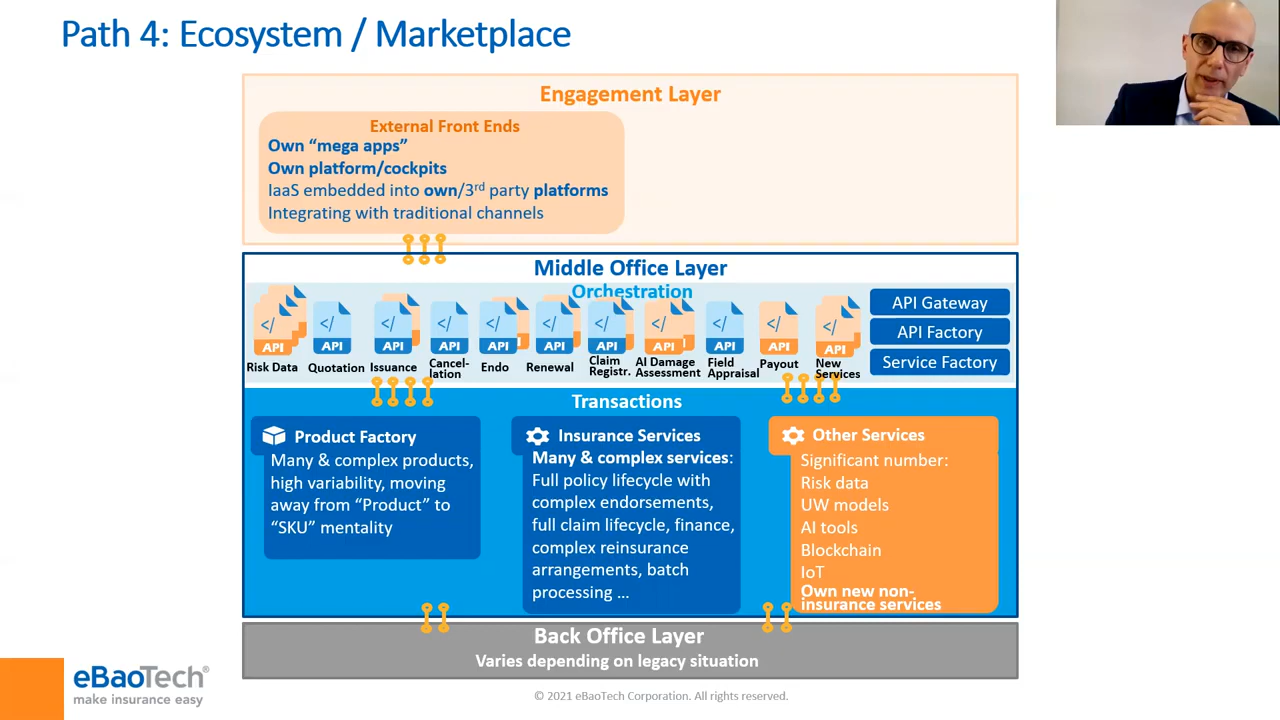 Path 4: Ecosystem / Marketplace
Engagement Layer
External Front Ends
Own “mega apps”
Own platform/cockpits
IaaS embedded into own/3rd party platforms
Integrating with traditional channels
Middle Office Layer
Orchestration
</> API
Risk Data
</> API
Quotation
</> API
Issuance
</> API
Cancel-
lation
</> API
Endo
</> API
Renewal
</> API
Claim
Registr.
</> API
AI Damage
Assessment
</> API
Field
Appraisal
</> API
Payout
</> API
New
Services
API Gateway
API Factory
Service Factory
Transactions
Product Factory
Many & complex products,
high variability, moving
away from “Product” to
“SKU” mentality
Insurance Services
Many & complex services:
Full policy lifecycle with
complex endorsements,
full claim lifecycle, finance,
complex reinsurance
arrangements, batch
processing ...
Other Services
Significant number:
Risk data
UW models
AI tools
Blockchain
IoT
Own new non-
insurance services
Back Office Layer
Varies depending on legacy situation
eBaoTech®
make insurance easy
© 2021 eBaoTech Corporation. All rights reserved.